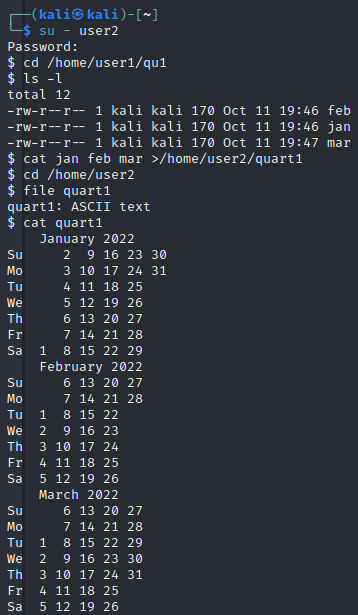 ┌──(kali㉿kali)-[~]
└─$ su - user2
Password:
$ cd /home/user1/qu1
$ ls -l
total 12
-rw-r--r-- 1 kali kali 170 Oct 11 19:46 feb
-rw-r--r-- 1 kali kali 170 Oct 11 19:46 jan
-rw-r--r-- 1 kali kali 170 Oct 11 19:47 mar
$ cat jan feb mar >/home/user2/quart1
$ cd /home/user2
$ file quart1
quart1: ASCII text
$ cat quart1
    January 2022
Su     2  9 16 23 30
Mo     3 10 17 24 31
Tu     4 11 18 25
We     5 12 19 26
Th     6 13 20 27
Fr     7 14 21 28
Sa  1  8 15 22 29
    February 2022
Su     6 13 20 27
Mo     7 14 21 28
Tu  1  8 15 22
We  2  9 16 23
Th  3 10 17 24
Fr  4 11 18 25
Sa  5 12 19 26
    March 2022
Su     6 13 20 27
Mo     7 14 21 28
Tu  1  8 15 22 29
We  2  9 16 23 30
Th  3 10 17 24 31
Fr  4 11 18 25
Sa  5 12 19 26